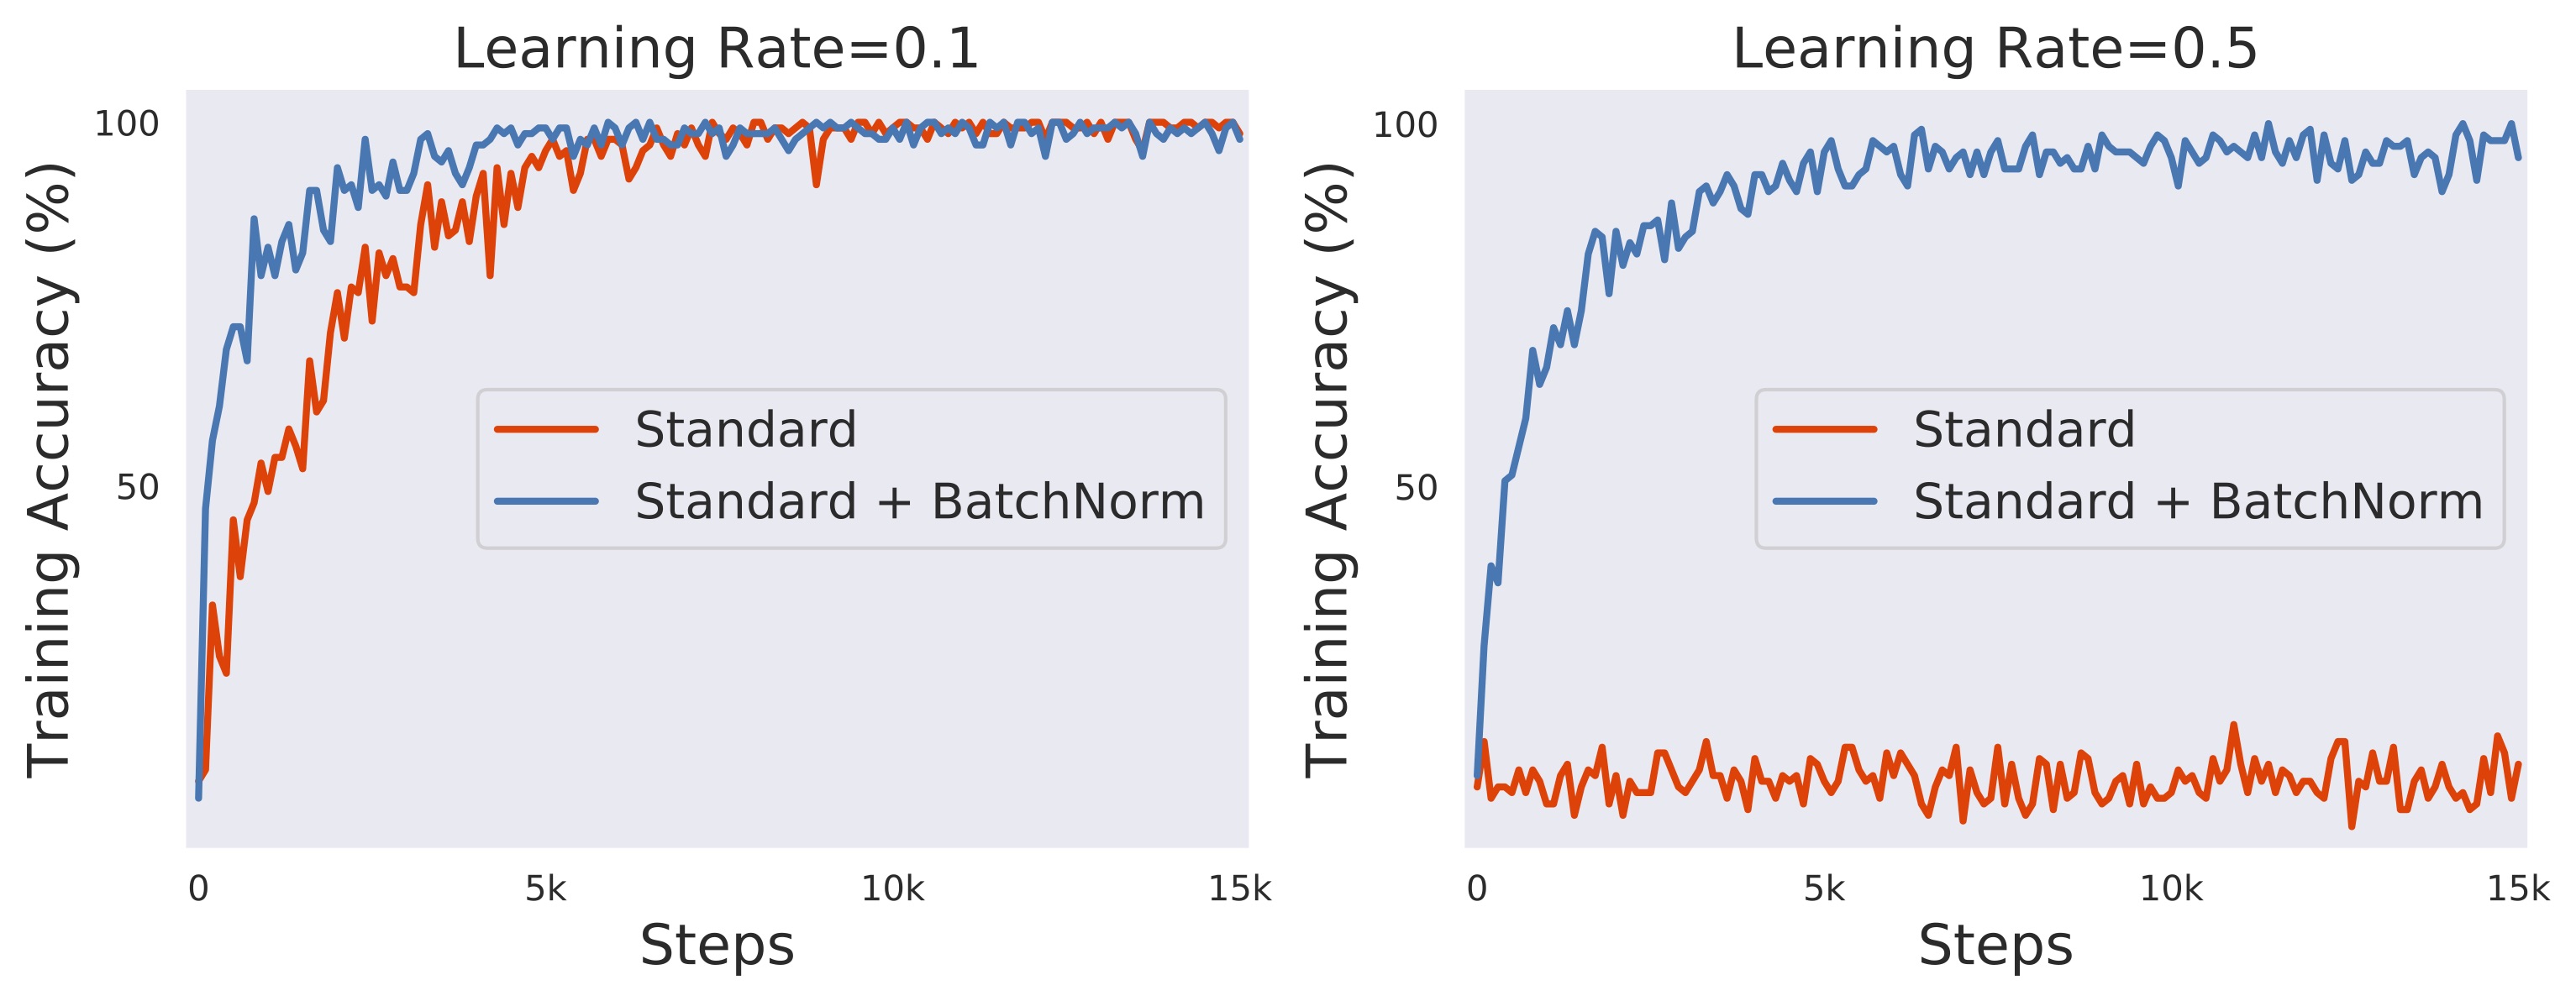 Learning Rate=0.1
Training Accuracy (%)
100
50
Standard
Standard + BatchNorm
0
5k
10k
15k
Steps
Learning Rate=0.5
Training Accuracy (%)
100
50
Standard
Standard + BatchNorm
0
5k
10k
15k
Steps